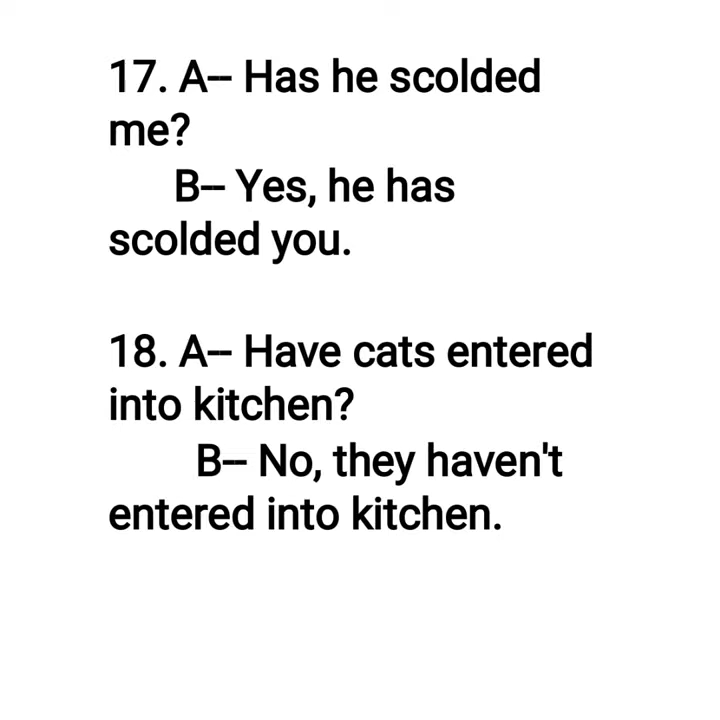 17. A-- Has he scolded
me?
B-- Yes, he has
scolded you.
18. A-- Have cats entered
into kitchen?
B-- No, they haven't
entered into kitchen.